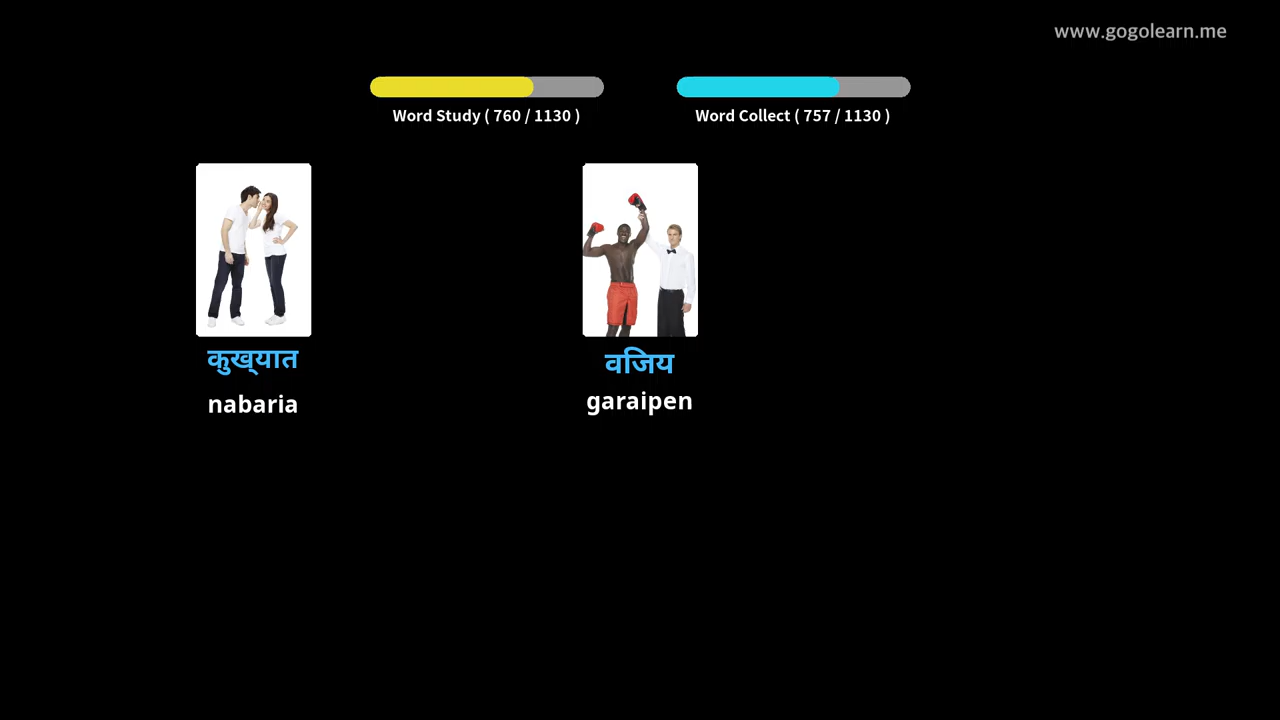 www.gogolearn.me
Word Study ( 760 / 1130 )
Word Collect ( 757 / 1130 )
कुख्‌यात
वजिय
nabaria
garaipen